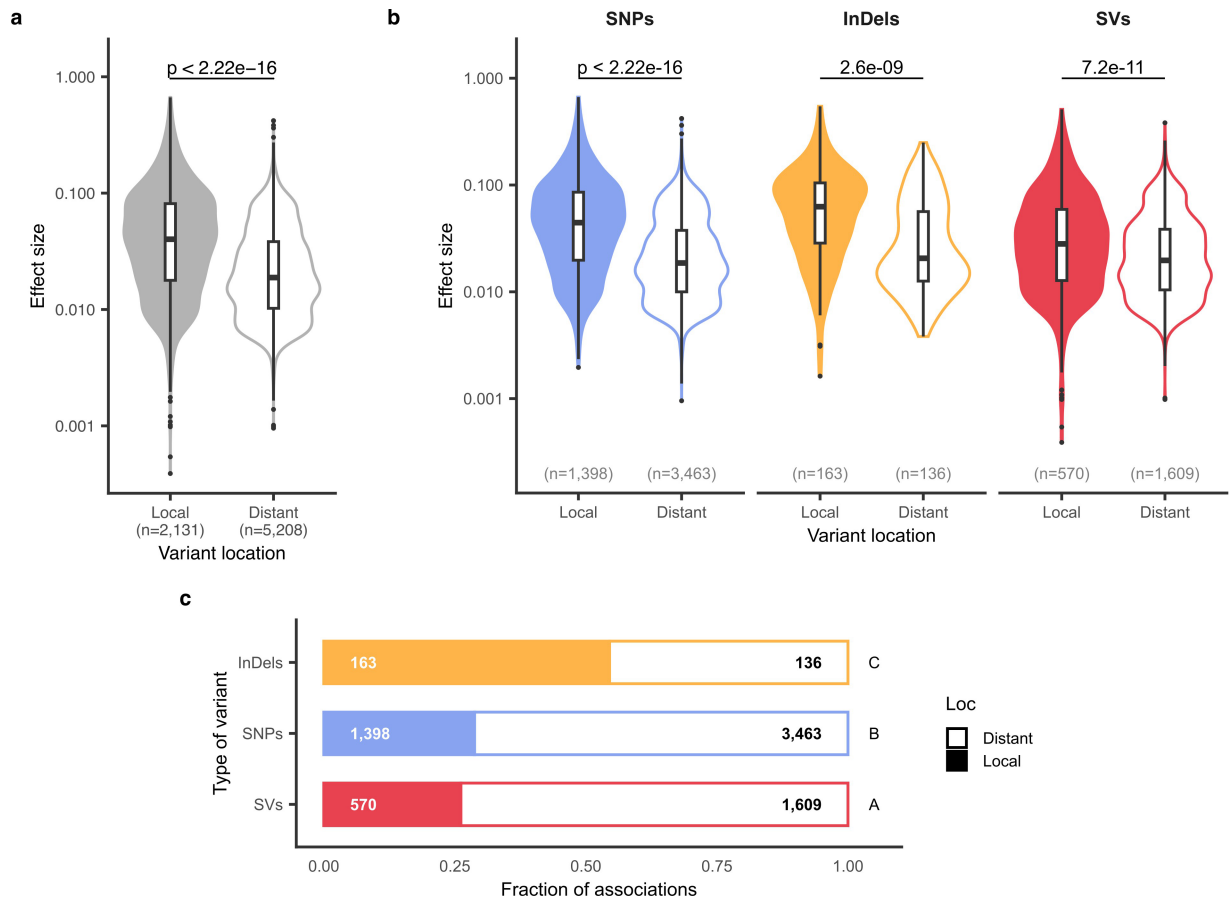 a
p < 2.22e−16
1.000
0.100
0.010
0.001
Effect size
Local
(n=2,131)
Distant
(n=5,208)
Variant location
b
SNPs
InDels
SVs
p < 2.22e-16
2.6e-09
7.2e-11
1.000
0.100
0.010
0.001
Effect size
(n=1,398)
(n=3,463)
(n=163)
(n=136)
(n=570)
(n=1,609)
Local
Distant
Local
Distant
Local
Distant
Variant location
c
Type of variant
InDels
163
136
C
SNPs
1,398
3,463
B
SVs
570
1,609
A
0.00
0.25
0.50
0.75
1.00
Fraction of associations
Loc
Distant
Local